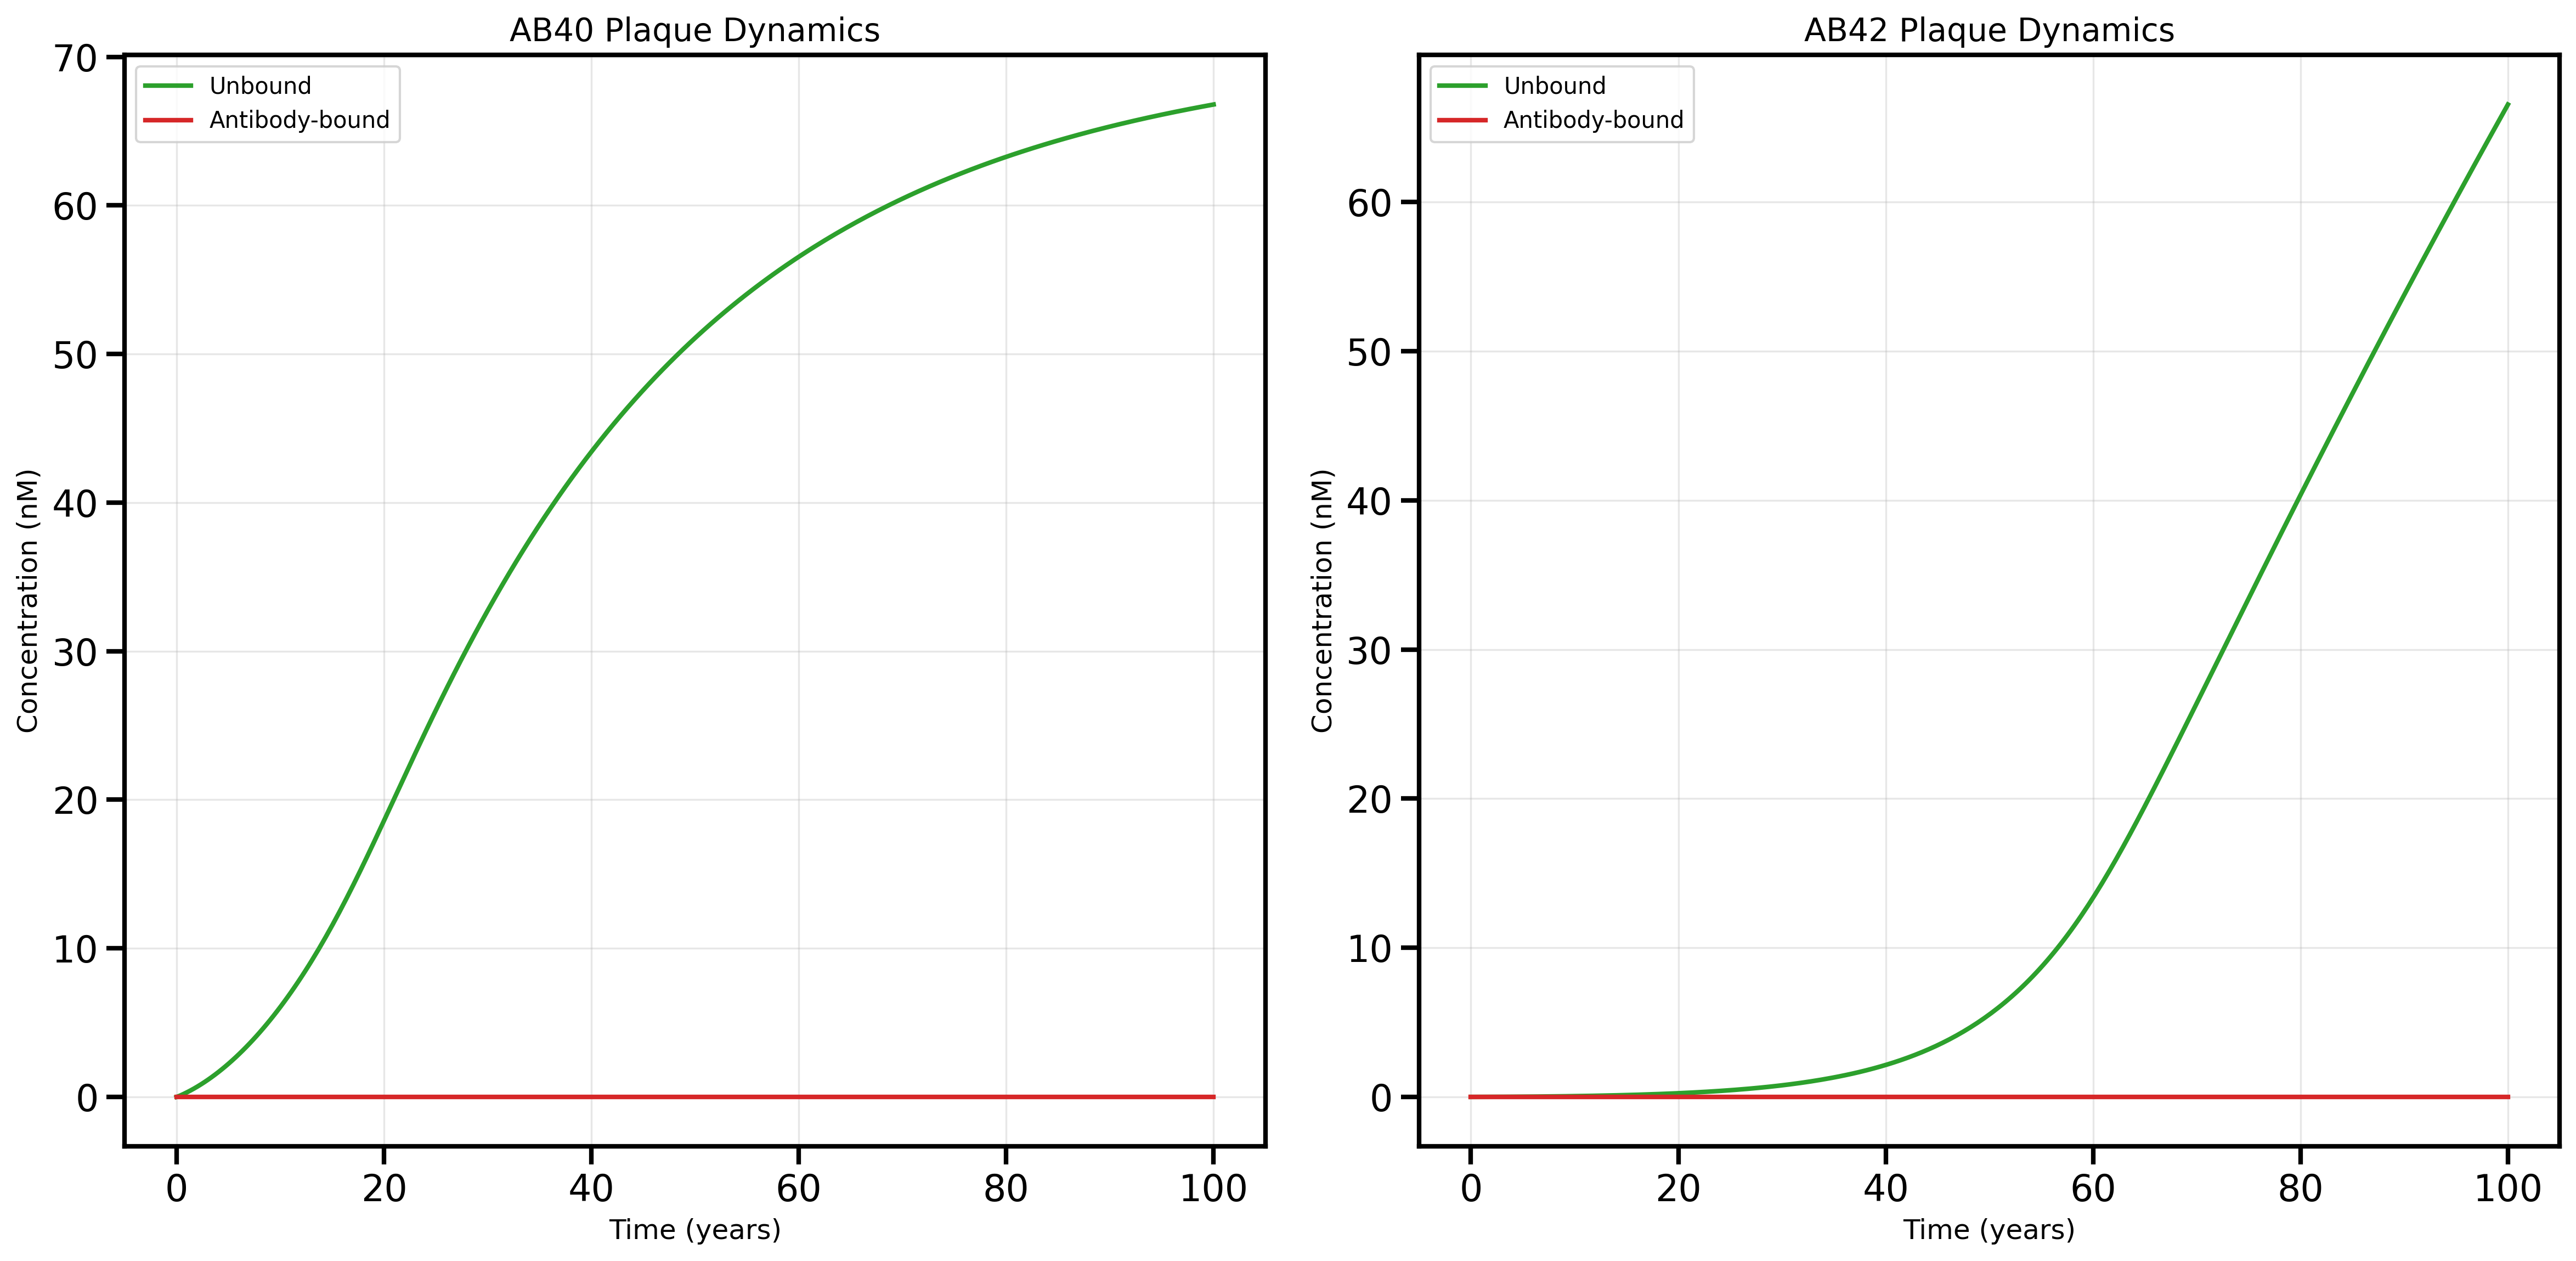 AB40 Plaque Dynamics
70
60
50
40
30
20
10
0
Concentration (nM)
Unbound
Antibody-bound
0 20 40 60 80 100
Time (years)
AB42 Plaque Dynamics
60
50
40
30
20
10
0
Concentration (nM)
Unbound
Antibody-bound
0 20 40 60 80 100
Time (years)